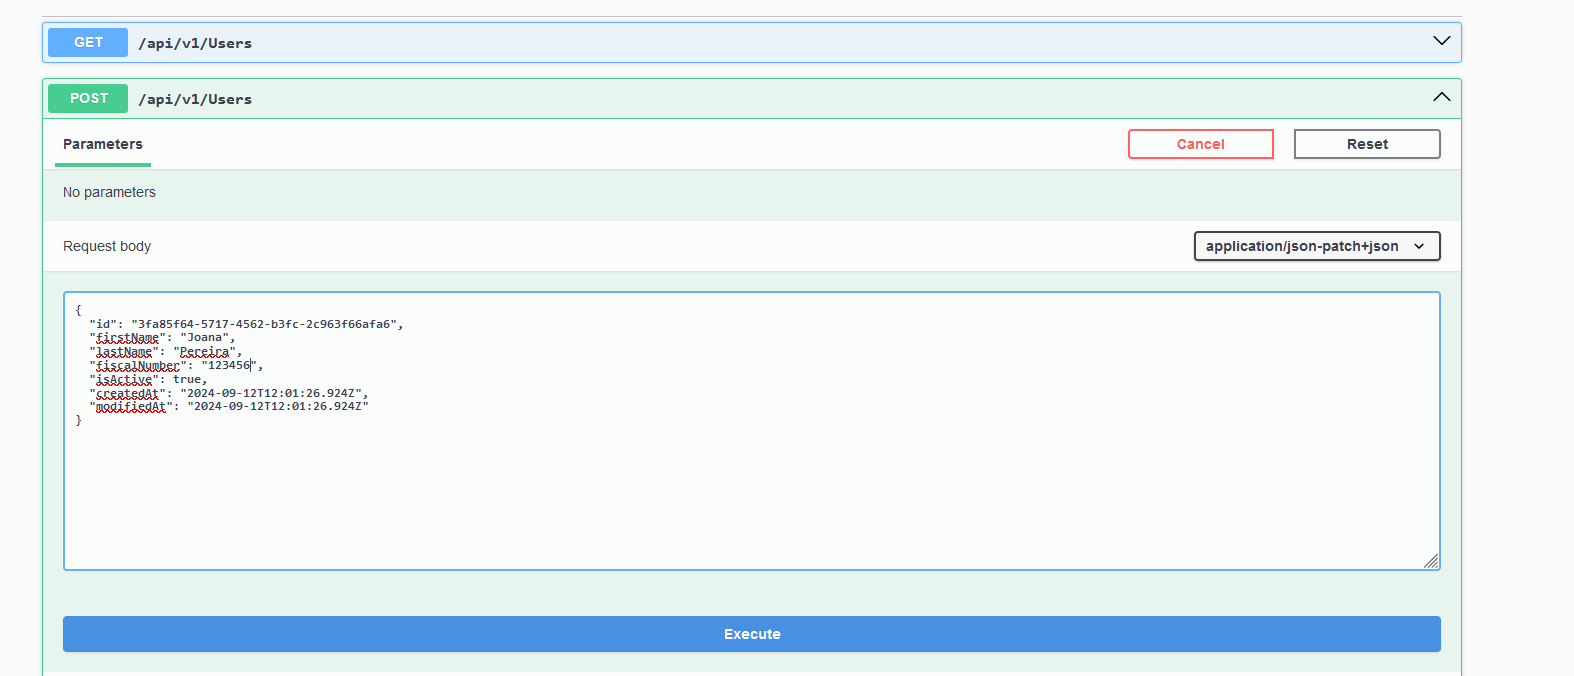 GET /api/v1/Users
POST /api/v1/Users
Parameters Cancel Reset
No parameters
Request body application/json-patch+json
{
"id": "3fa85f64-5717-4562-b3fc-2c963f66afa6",
"firstName": "Joana",
"lastName": "Pereira",
"fiscalNumber": "123456",
"isActive": true,
"createdAt": "2024-09-12T12:01:26.924Z",
"modifiedAt": "2024-09-12T12:01:26.924Z"
}
Execute